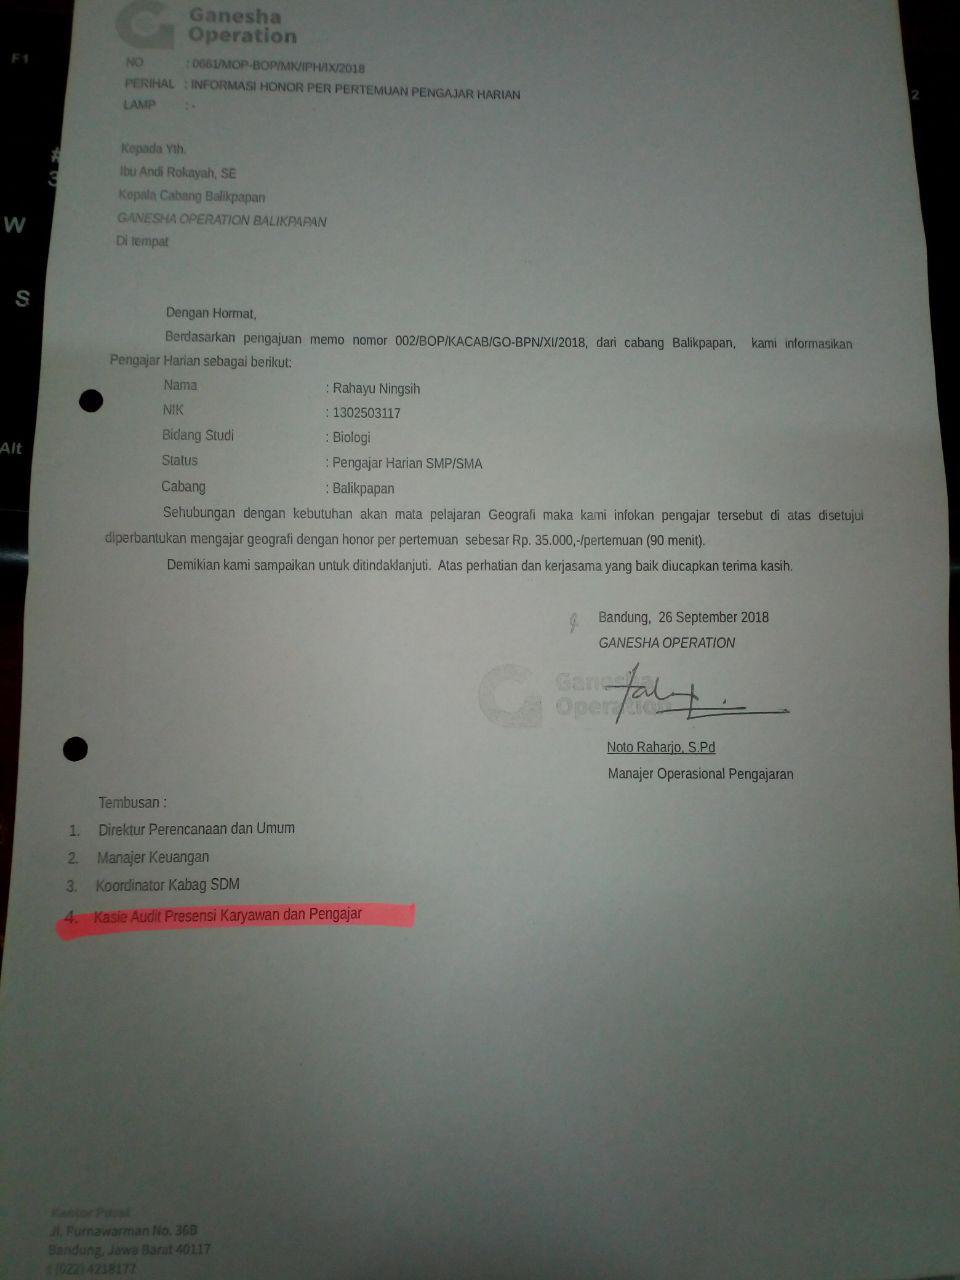 Ganesha
Operation
NO : 0661/MOP-BOP/MK/IPH/IX/2018
PERIHAL : INFORMASI HONOR PER PERTEMUAN PENGAJAR HARIAN
LAMP : -
Kepada Yth.
Ibu Andi Rokayah, SE
Kepala Cabang Balikpapan
GANESHA OPERATION BALIKPAPAN
Di tempat
Dengan Hormat,
Berdasarkan pengajuan memo nomor 002/BOP/KACAB/GO-BPN/XI/2018, dari cabang Balikpapan, kami informasikan
Pengajar Harian sebagai berikut:
Nama : Rahayu Ningsih
NIK : 1302503117
Bidang Studi : Biologi
Status : Pengajar Harian SMP/SMA
Cabang : Balikpapan
Sehubungan dengan kebutuhan akan mata pelajaran Geografi maka kami infokan pengajar tersebut di atas disetujui
diperbantukan mengajar geografi dengan honor per pertemuan sebesar Rp. 35.000,-/pertemuan (90 menit).
Demikian kami sampaikan untuk ditindaklanjuti. Atas perhatian dan kerjasama yang baik diucapkan terima kasih.
Bandung, 26 September 2018
GANESHA OPERATION
Ganesha
Operation
Noto Raharjo, S.Pd
Manajer Operasional Pengajaran
Tembusan :
1. Direktur Perencanaan dan Umum
2. Manajer Keuangan
3. Koordinator Kabag SDM
4. Kasie Audit Presensi Karyawan dan Pengajar
Kantor Pusat
Jl. Purnawarman No. 36B
Bandung, Jawa Barat 40117
t (022) 4218177
F1
#
3
W
S
Alt
2